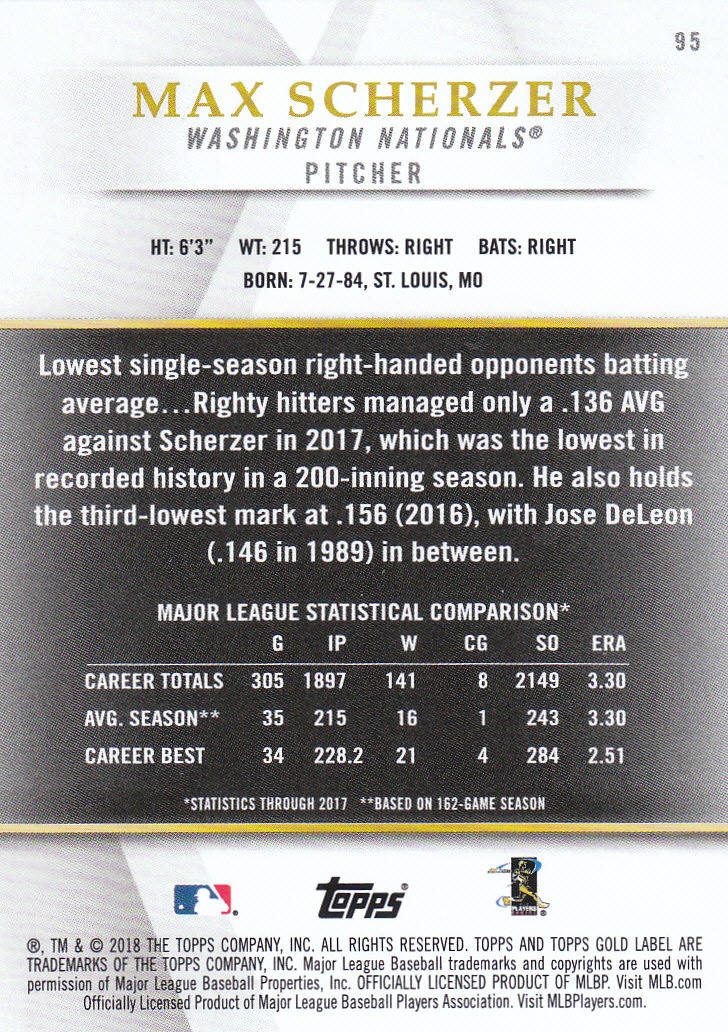 95
MAX SCHERZER
WASHINGTON NATIONALS®
PITCHER
HT: 6'3" WT: 215 THROWS: RIGHT BATS: RIGHT
BORN: 7-27-84, ST. LOUIS, MO
Lowest single-season right-handed opponents batting
average...Righty hitters managed only a .136 AVG
against Scherzer in 2017, which was the lowest in
recorded history in a 200-inning season. He also holds
the third-lowest mark at .156 (2016), with Jose DeLeon
(.146 in 1989) in between.
MAJOR LEAGUE STATISTICAL COMPARISON*
G IP W CG SO ERA
CAREER TOTALS 305 1897 141 8 2149 3.30
AVG. SEASON** 35 215 16 1 243 3.30
CAREER BEST 34 228.2 21 4 284 2.51
*STATISTICS THROUGH 2017 **BASED ON 162-GAME SEASON
topps®
PLAYERS
®, TM & © 2018 THE TOPPS COMPANY, INC. ALL RIGHTS RESERVED. TOPPS AND TOPPS GOLD LABEL ARE
TRADEMARKS OF THE TOPPS COMPANY, INC. Major League Baseball trademarks and copyrights are used with
permission of Major League Baseball Properties, Inc. OFFICIALLY LICENSED PRODUCT OF MLBP. Visit MLB.com
Officially Licensed Product of Major League Baseball Players Association. Visit MLBPlayers.com.